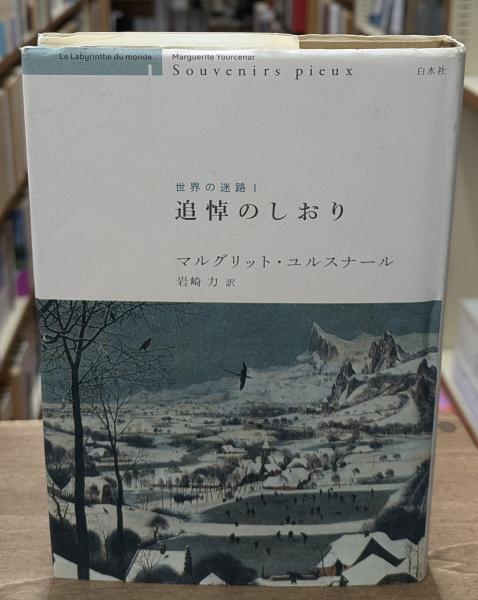 Le Labyrinthe du monde
Marguerite Yourcenar
I
Souvenirs pieux
白水社
世界の迷路 I
追悼のしおり
マルグリット・ユルスナール
岩崎 力 訳